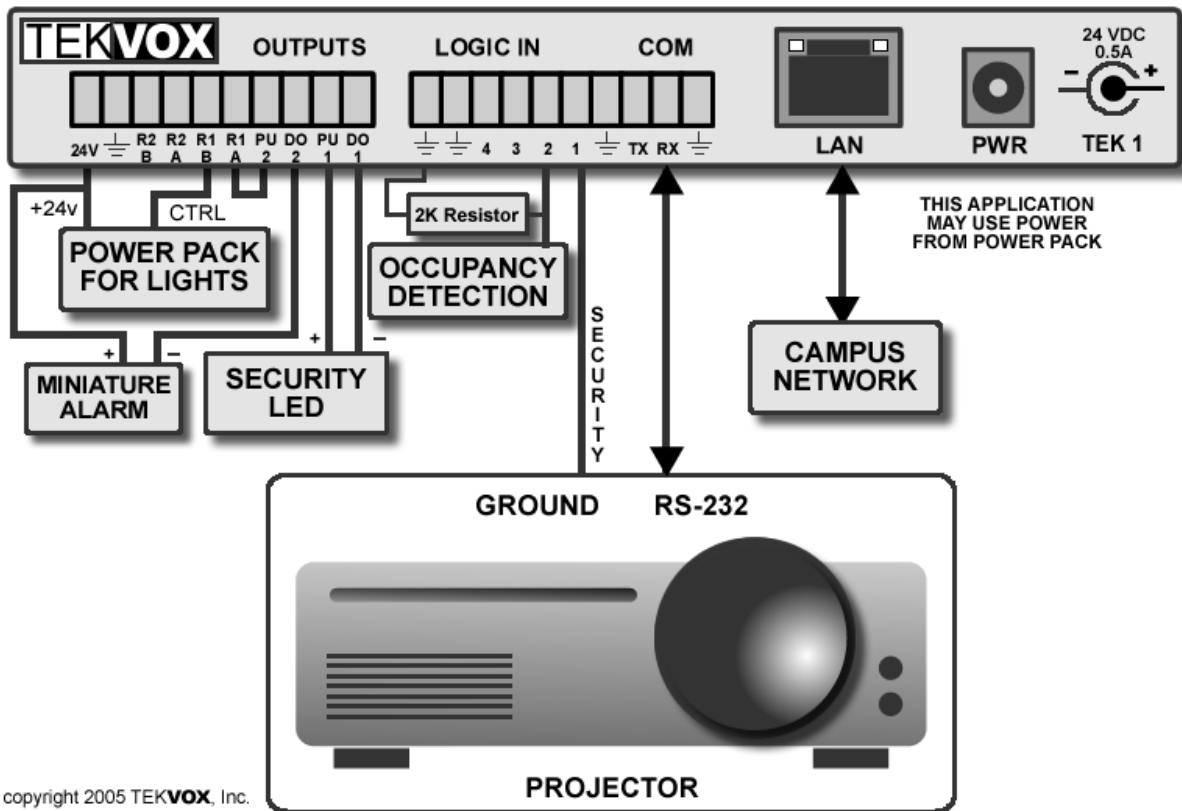 TEKVOX
OUTPUTS
LOGIC IN
COM
24 VDC
0.5A
- +
24V
R2 B
R2 A
R1 B
R1 A
PU 2
DO 2
PU 1
DO 1
4 3 2 1
TX RX
LAN
PWR
TEK 1
+24v
CTRL
POWER PACK
FOR LIGHTS
2K Resistor
OCCUPANCY
DETECTION
THIS APPLICATION
MAY USE POWER
FROM POWER PACK
+ –
MINIATURE
ALARM
+ –
SECURITY
LED
SECURITY
CAMPUS
NETWORK
GROUND
RS-232
PROJECTOR
copyright 2005 TEKVOX, Inc.